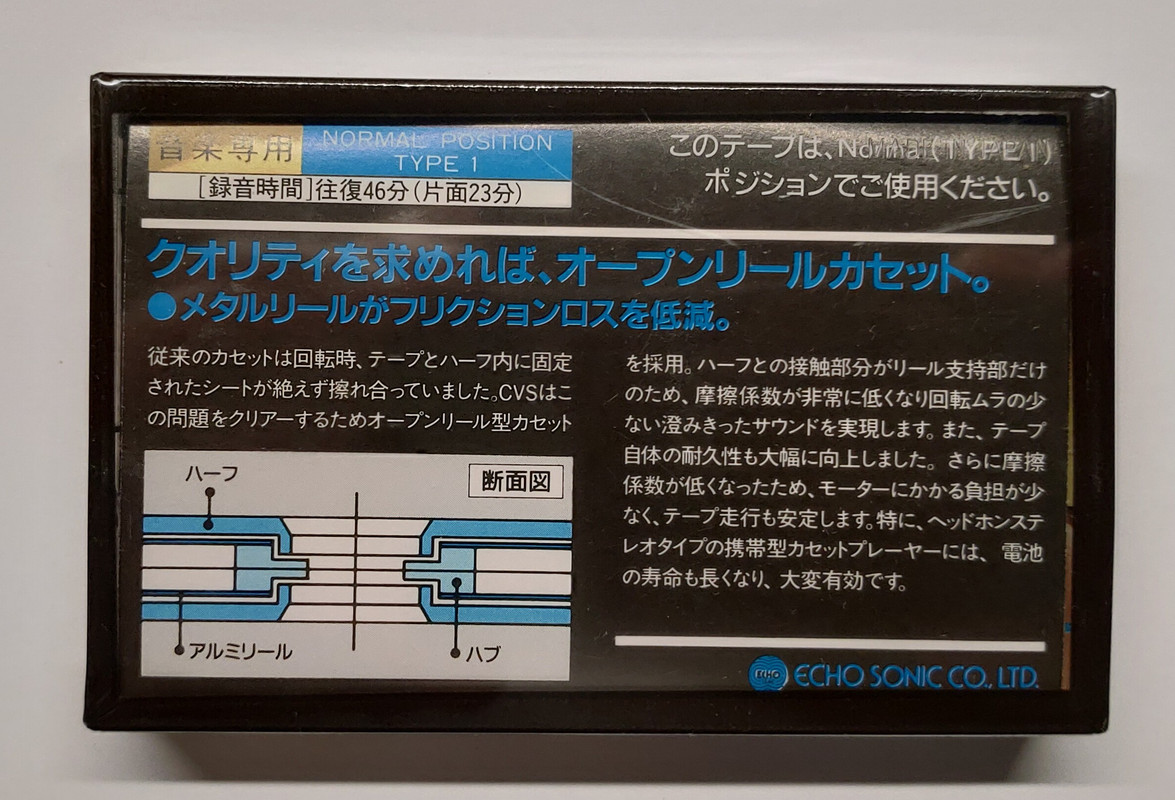 音楽専用
NORMAL POSITION
TYPE 1
[録音時間]往復46分(片面23分)
このテープは、Normal(TYPE I)
ポジションでご使用ください。
クオリティを求めれば、オープンリールカセット。
●メタルリールがフリクションロスを低減。
従来のカセットは回転時、テープとハーフ内に固定
されたシートが絶えず擦れ合っていました。CVSはこ
の問題をクリアーするためオープンリール型カセット
を採用。ハーフとの接触部分がリール支持部だけ
のため、摩擦係数が非常に低くなり回転ムラの少
ない澄みきったサウンドを実現します。また、テープ
自体の耐久性も大幅に向上しました。さらに摩擦
係数が低くなったため、モーターにかかる負担が少
なく、テープ走行も安定します。特に、ヘッドホンステ
レオタイプの携帯型カセットプレーヤーには、電池
の寿命も長くなり、大変有効です。
ハーフ
断面図
アルミリール
ハブ
ECHO
ECHO SONIC CO., LTD.